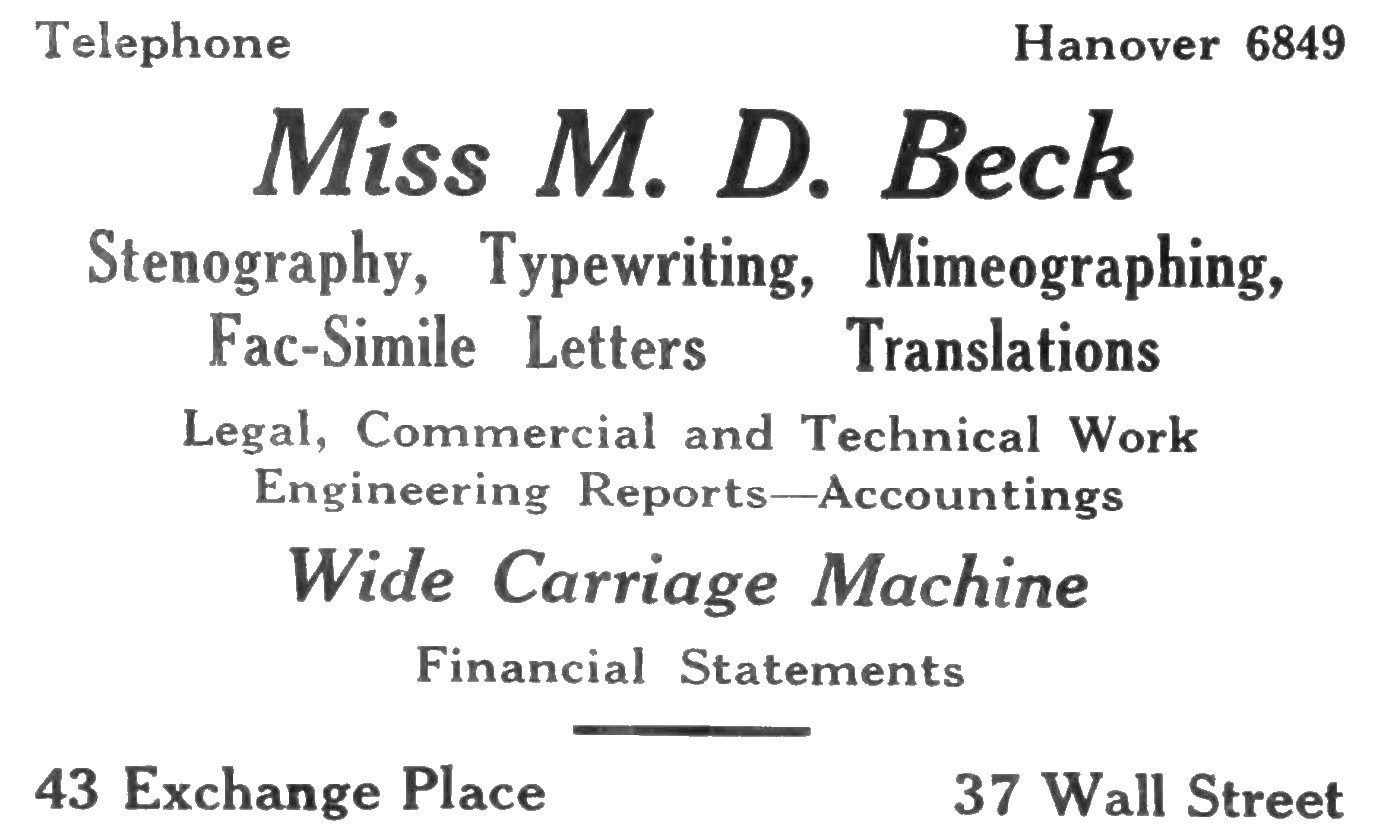 Telephone Hanover 6849
Miss M. D. Beck
Stenography, Typewriting, Mimeographing,
Fac-Simile Letters Translations
Legal, Commercial and Technical Work
Engineering Reports—Accountings
Wide Carriage Machine
Financial Statements
43 Exchange Place 37 Wall Street